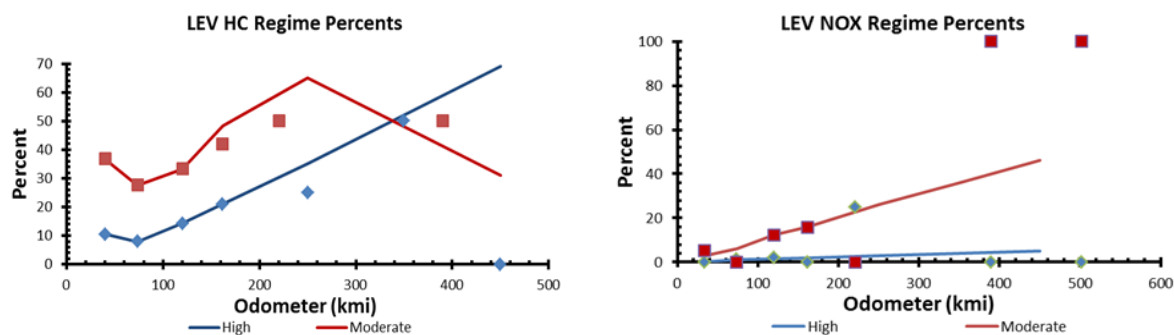 LEV HC Regime Percents
70
60
50
40
30
20
10
0
Percent
0 100 200 300 400 500
Odometer (kmi)
High Moderate
LEV NOX Regime Percents
100
80
60
40
20
0
Percent
0 100 200 300 400 500 600
Odometer (kmi)
High Moderate